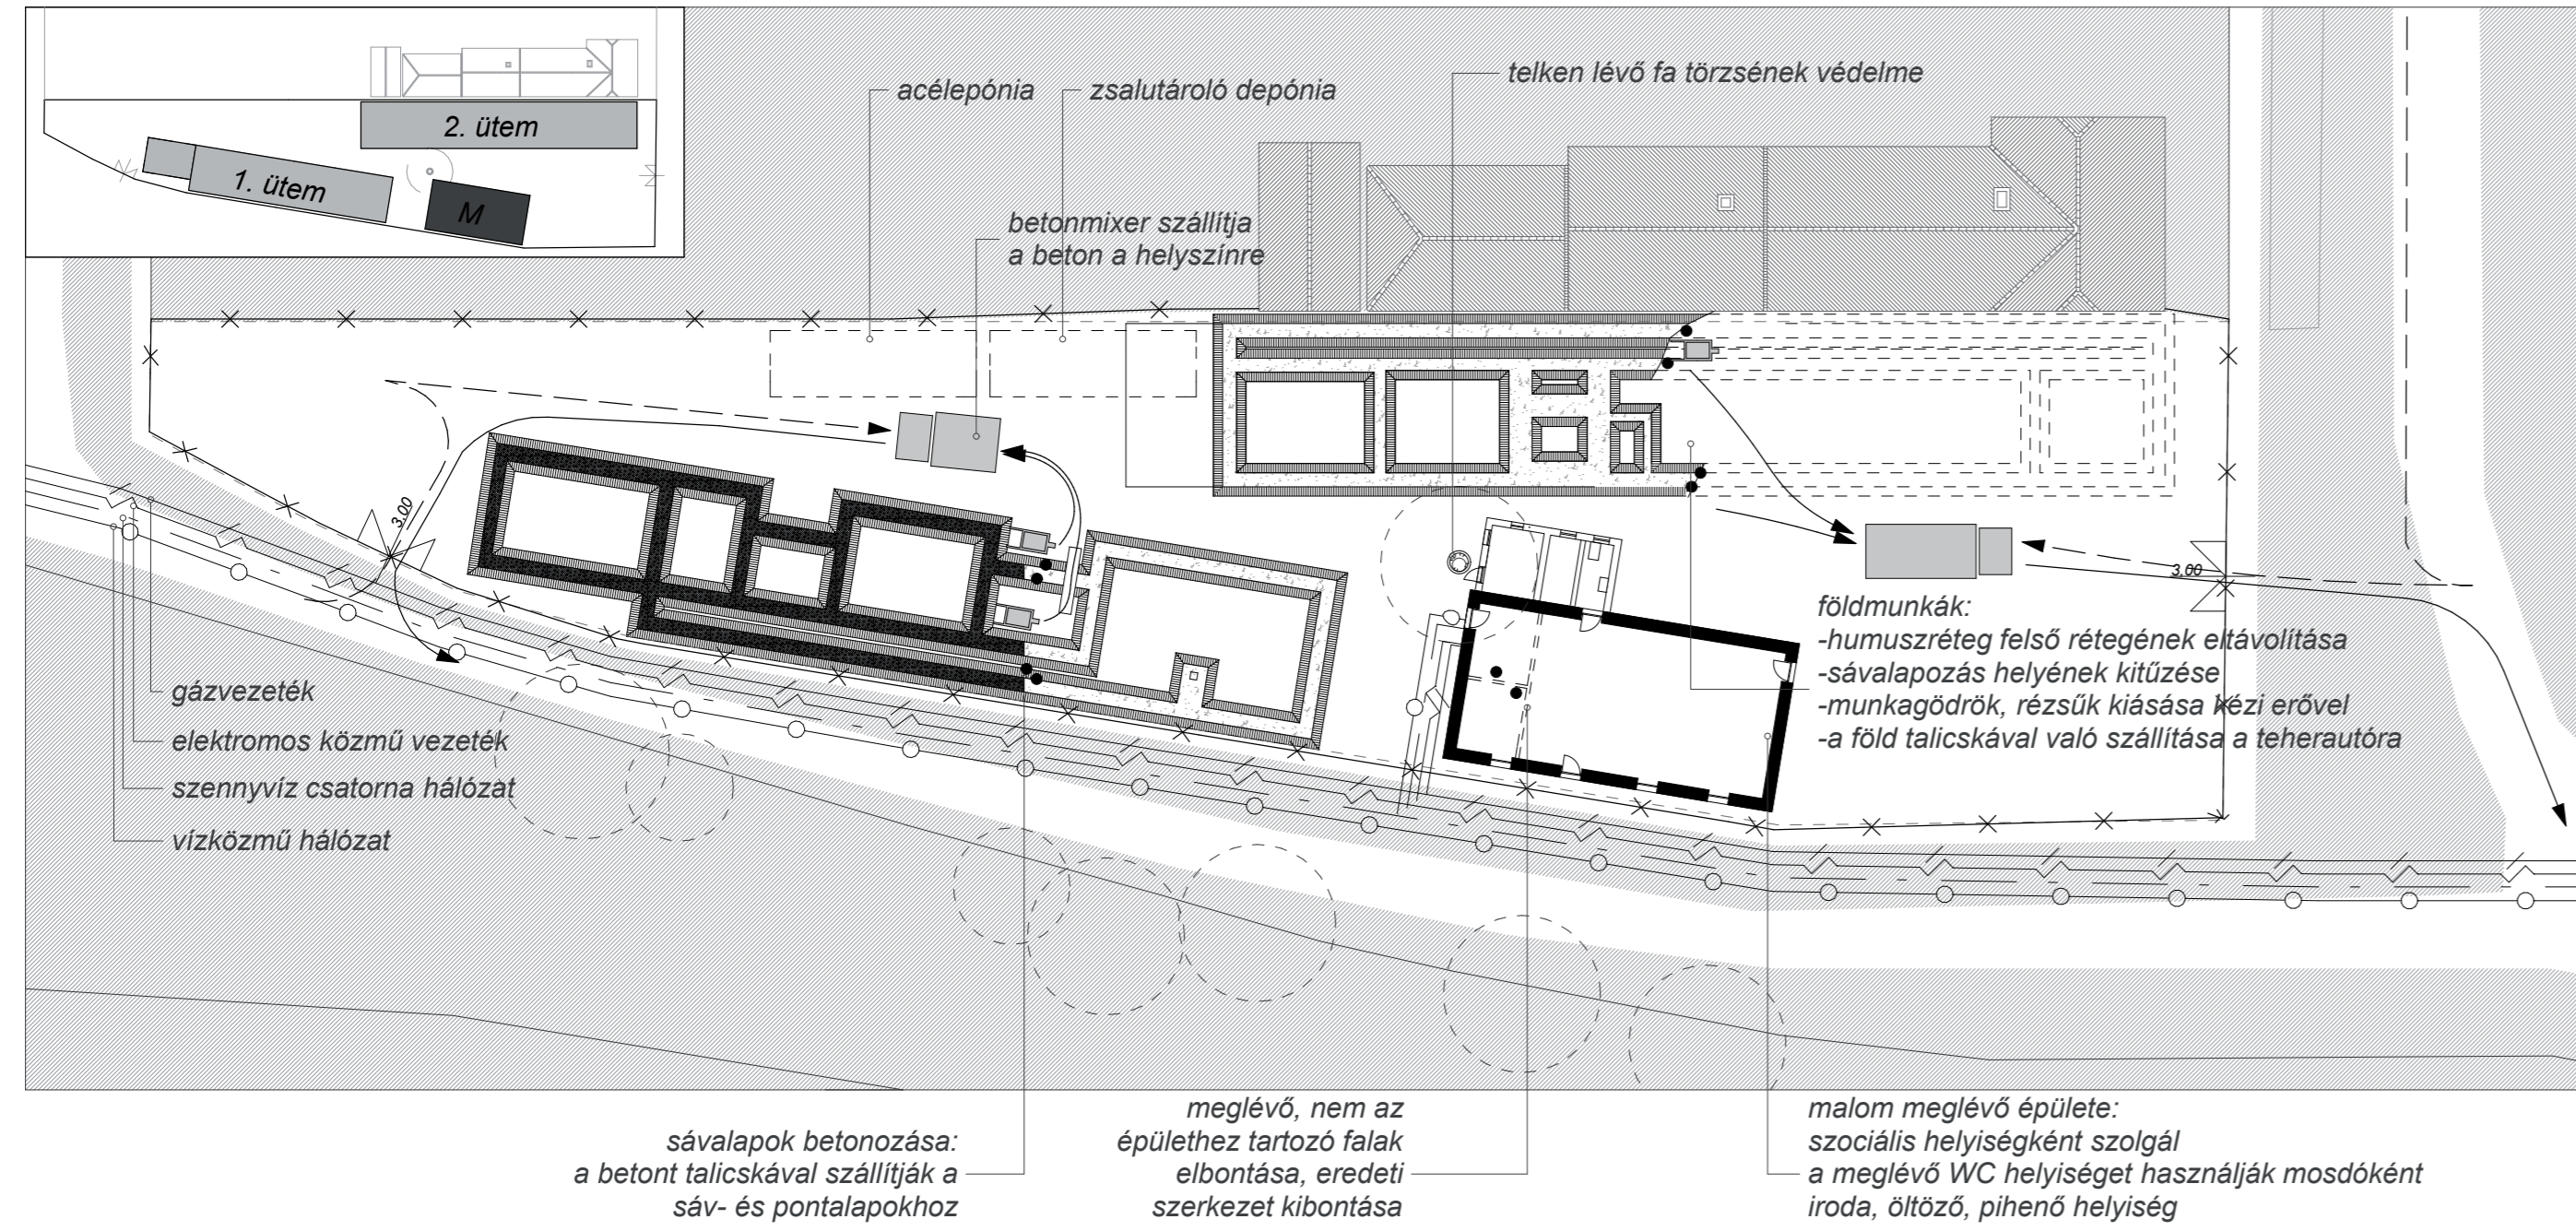 acélepónia
zsalutároló depónia
telken lévő fa törzsének védelme
2. ütem
1. ütem
M
betonmixer szállítja
a beton a helyszínre
3,00
3,00
földmunkák:
-humuszréteg felső rétegének eltávolítása
-sávalapozás helyének kitűzése
-munkagödrök, rézsűk kiásása kézi erővel
-a föld talicskával való szállítása a teherautóra
gázvezeték
elektromos közmű vezeték
szennyvíz csatorna hálózat
vízközmű hálózat
sávalapok betonozása:
a betont talicskával szállítják a
sáv- és pontalapokhoz
meglévő, nem az
épülethez tartozó falak
elbontása, eredeti
szerkezet kibontása
malom meglévő épülete:
szociális helyiségként szolgál
a meglévő WC helyiséget használják mosdóként
iroda, öltöző, pihenő helyiség